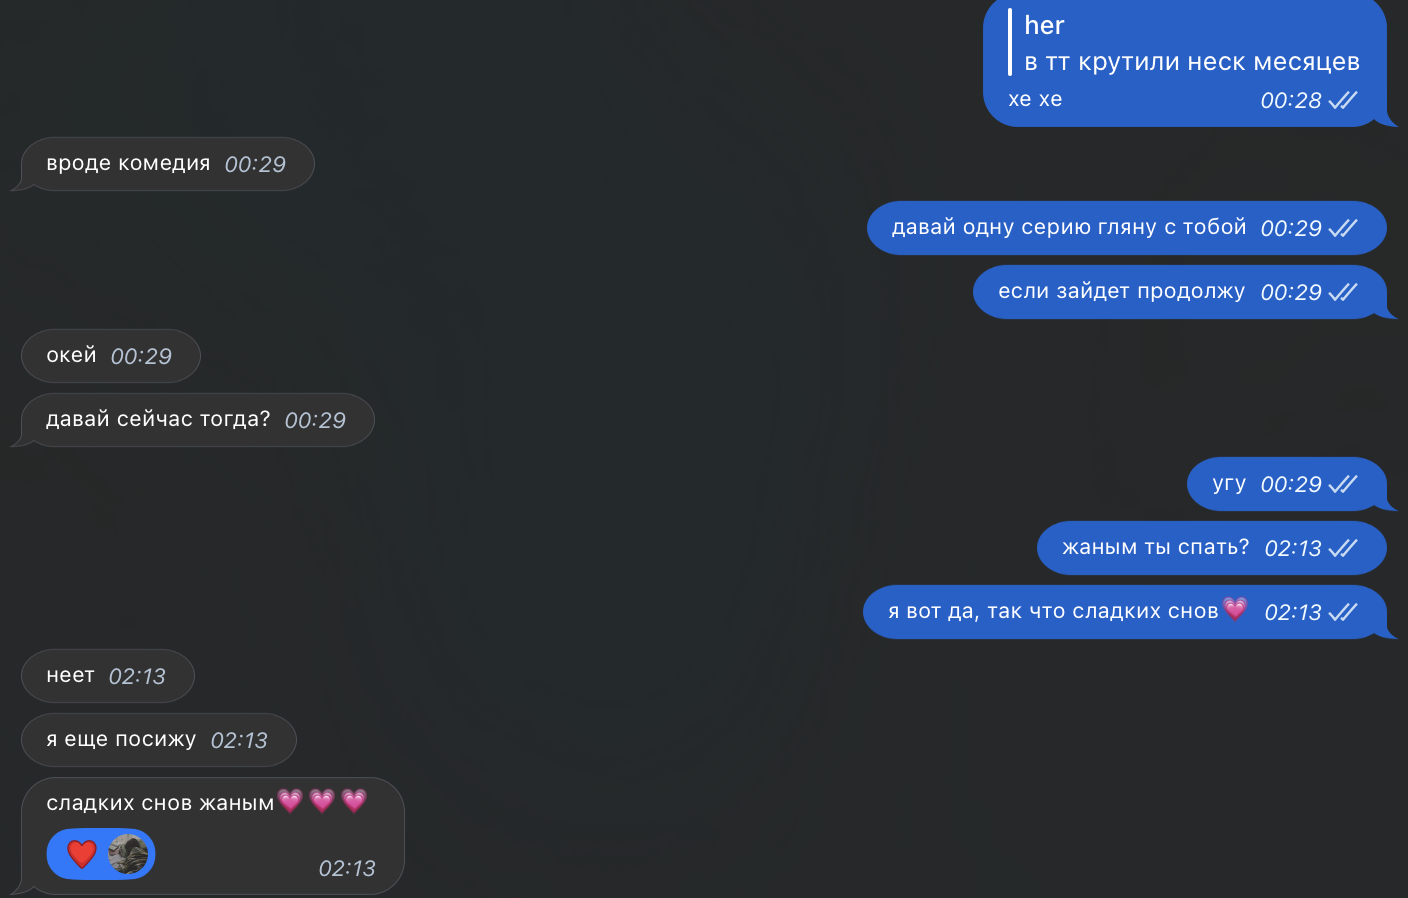 her
в тт крутили неск месяцев
хе хе 00:28
вроде комедия 00:29
давай одну серию гляну с тобой 00:29
если зайдет продолжу 00:29
окей 00:29
давай сейчас тогда? 00:29
угу 00:29
жаным ты спать? 02:13
я вот да, так что сладких снов💗 02:13
неет 02:13
я еще посижу 02:13
сладких снов жаным💗💗💗
02:13